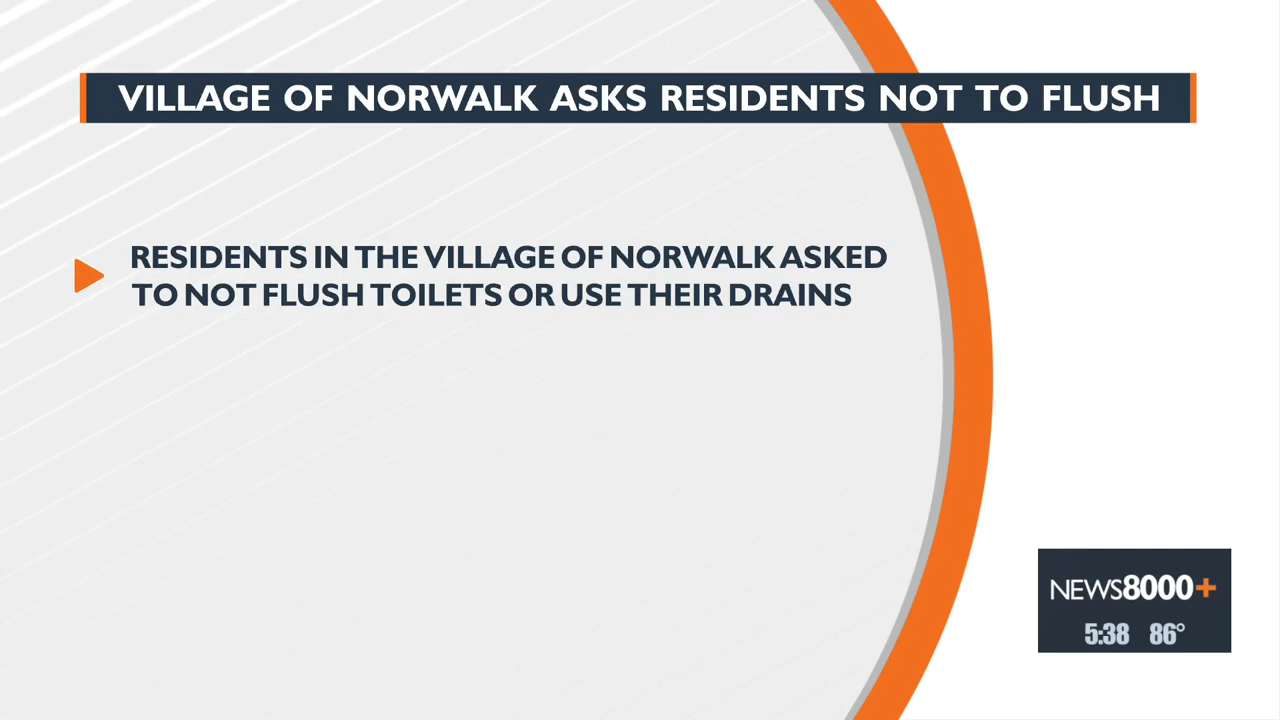 VILLAGE OF NORWALK ASKS RESIDENTS NOT TO FLUSH
RESIDENTS IN THE VILLAGE OF NORWALK ASKED
TO NOT FLUSH TOILETS OR USE THEIR DRAINS
NEWS8000+
5:38 86°